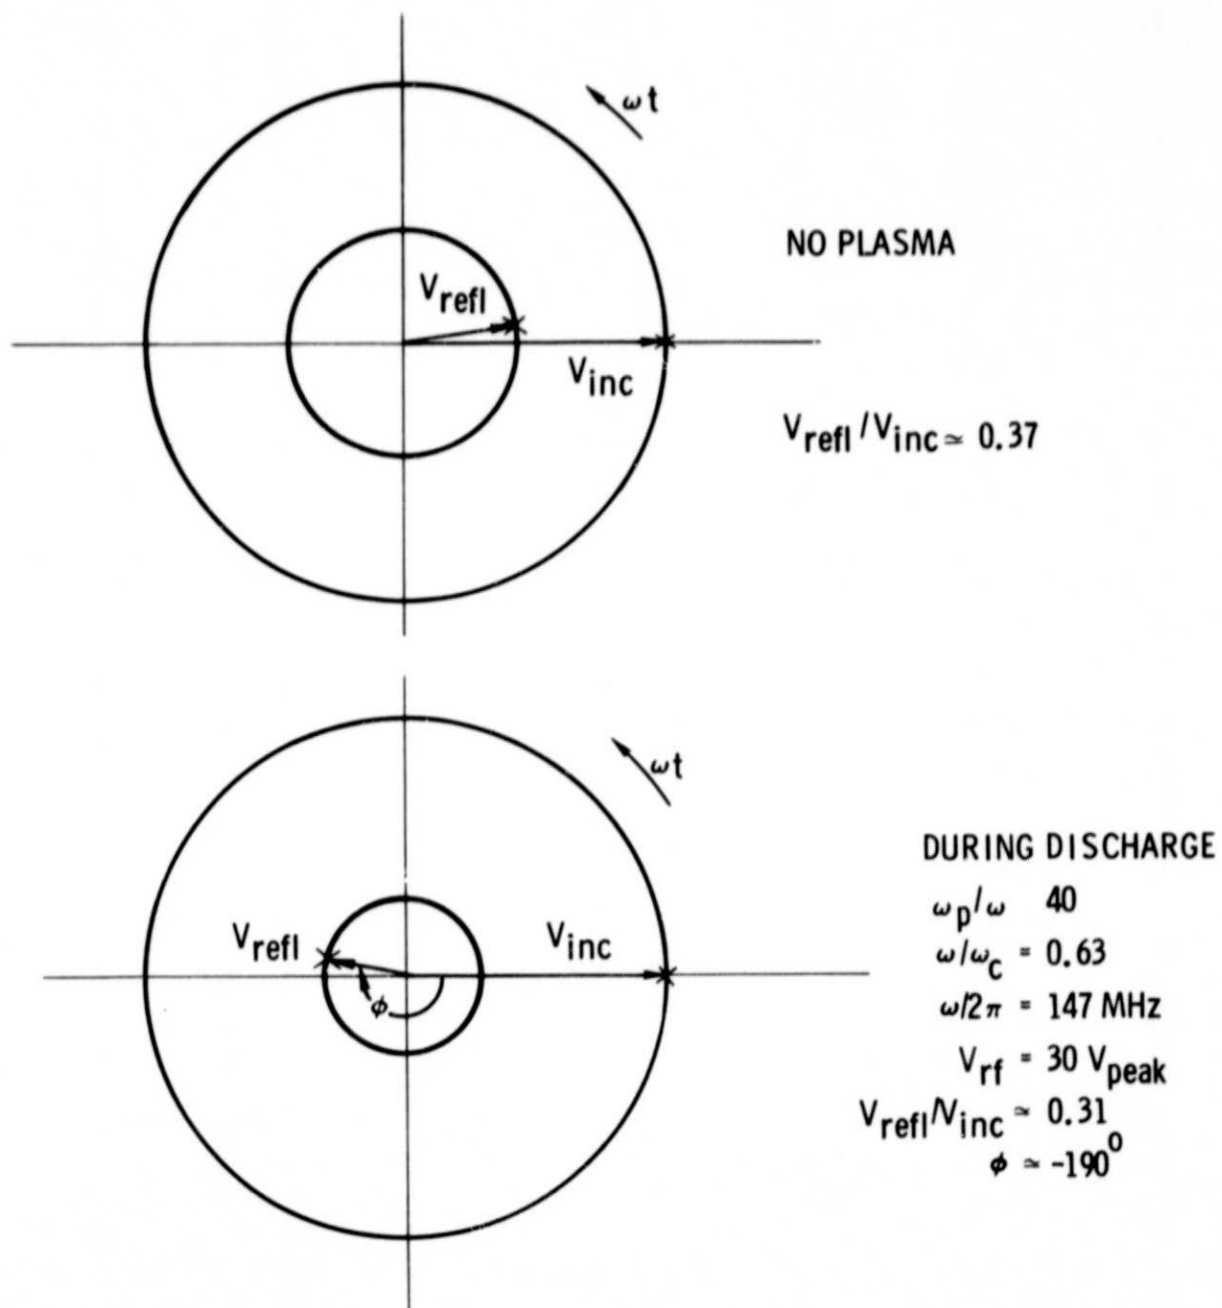 ωt
NO PLASMA
V_refl
V_inc
V_refl/V_inc ≃ 0.37
ωt
DURING DISCHARGE
ω_p/ω 40
V_refl
V_inc
ω/ω_c = 0.63
φ
ω/2π = 147 MHz
V_rf = 30 V_peak
V_refl/V_inc ≃ 0.31
φ ≃ -190°